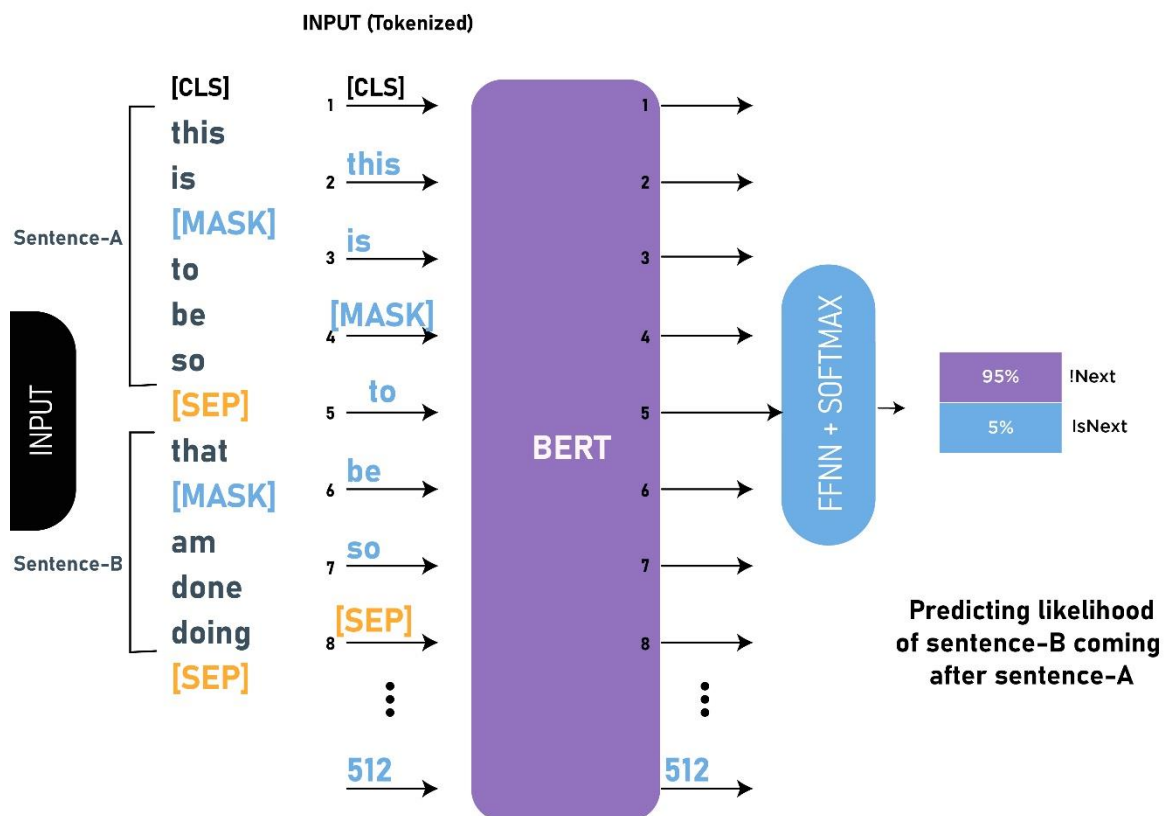 INPUT (Tokenized)
[CLS]
this
is
[MASK]
to
be
so
[SEP]
that
[MASK]
am
done
doing
[SEP]
Sentence-A
Sentence-B
INPUT
1 [CLS]
2 this
3 is
4 [MASK]
5 to
6 be
7 so
8 [SEP]
512
BERT
1
2
3
4
5
6
7
8
512
FFNN + SOFTMAX
95% !Next
5% IsNext
Predicting likelihood
of sentence-B coming
after sentence-A